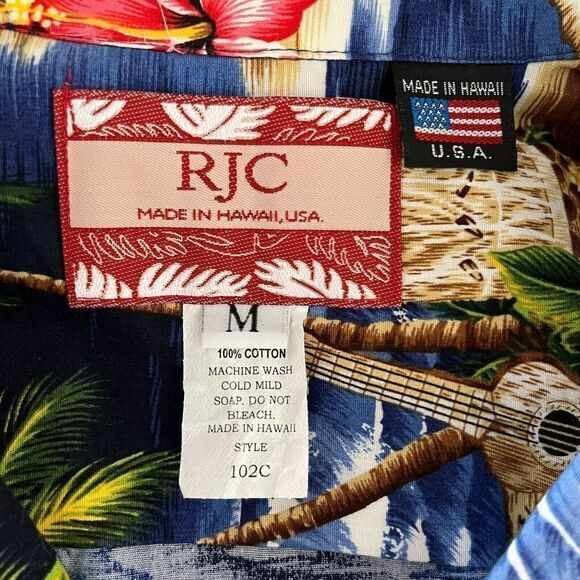 RJC
MADE IN HAWAII, USA.
MADE IN HAWAII
U.S.A.
M
100% COTTON
MACHINE WASH
COLD MILD
SOAP. DO NOT
BLEACH.
MADE IN HAWAII
STYLE
102C